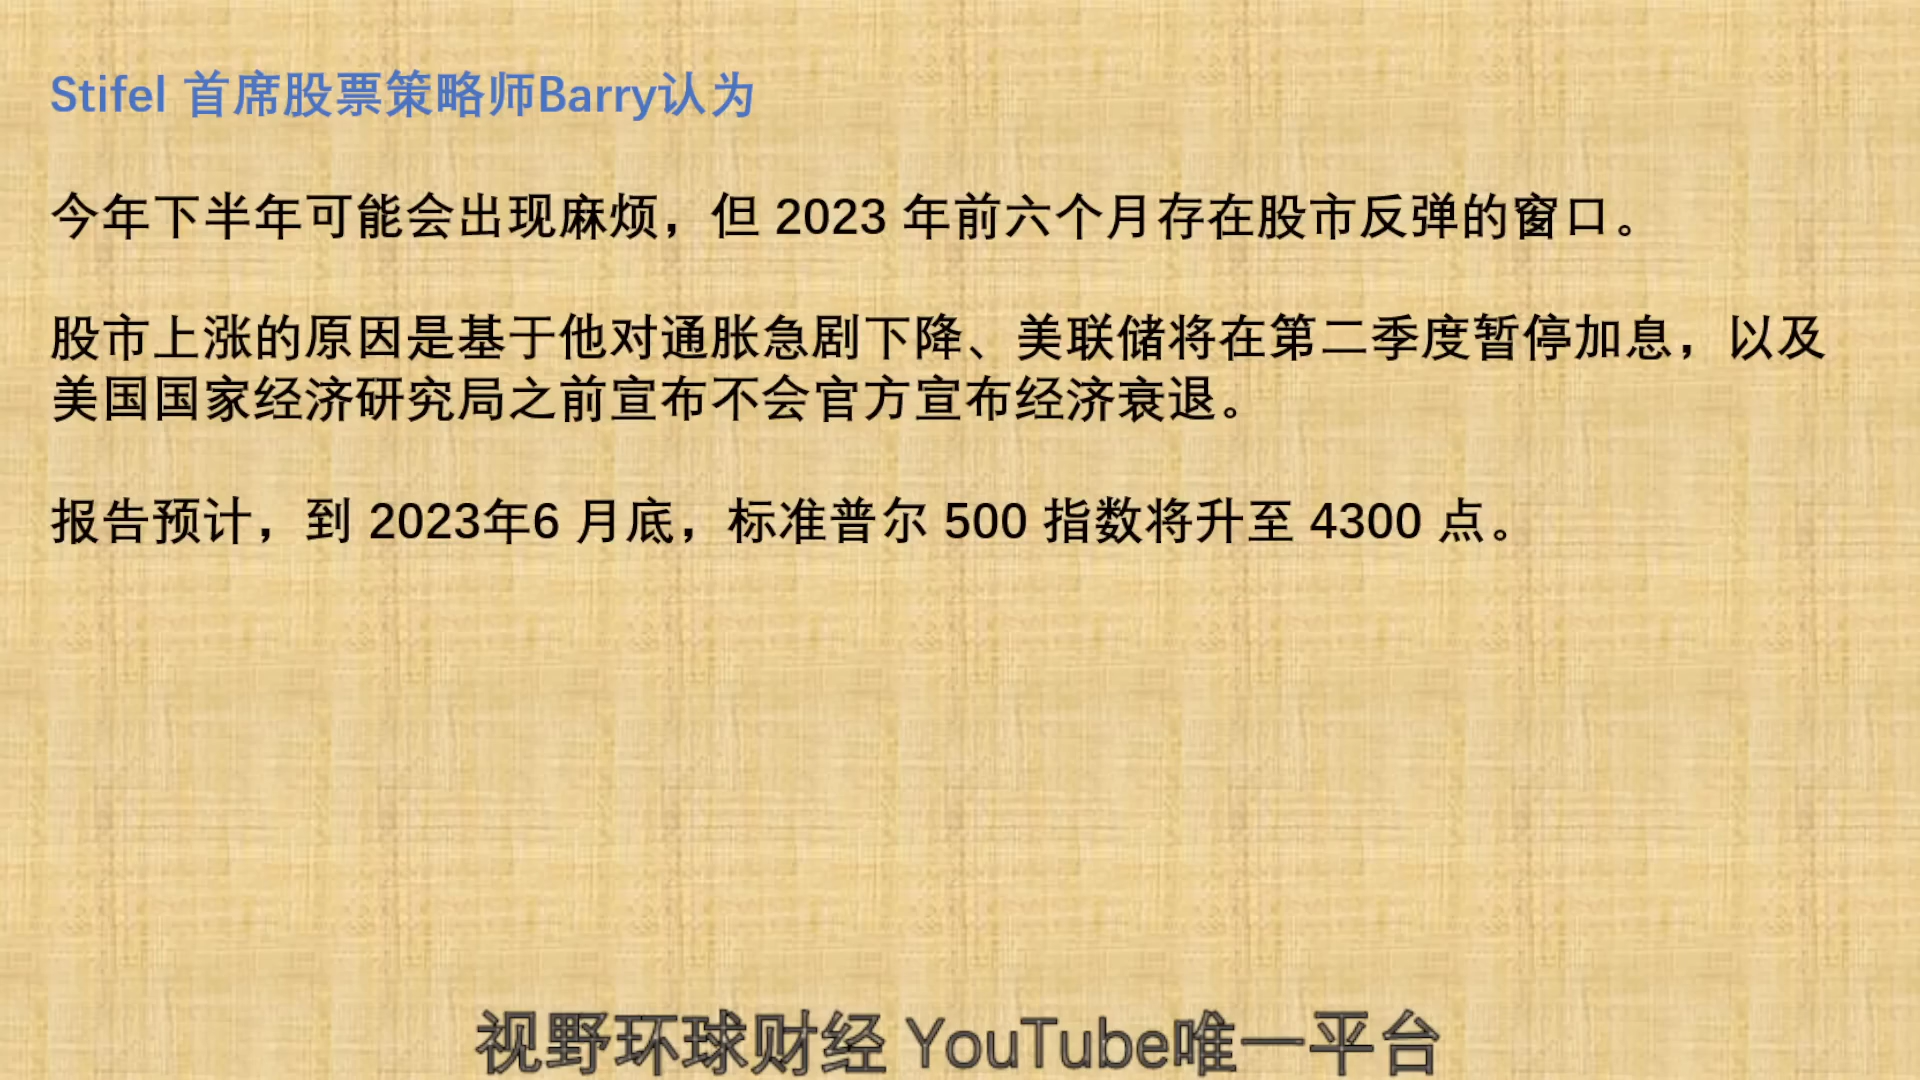 Stifel 首席股票策略师Barry认为
今年下半年可能会出现麻烦，但 2023 年前六个月存在股市反弹的窗口。
股市上涨的原因是基于他对通胀急剧下降、美联储将在第二季度暂停加息，以及
美国国家经济研究局之前宣布不会官方宣布经济衰退。
报告预计，到 2023年6 月底，标准普尔 500 指数将升至 4300 点。
视野环球财经 YouTube唯一平台